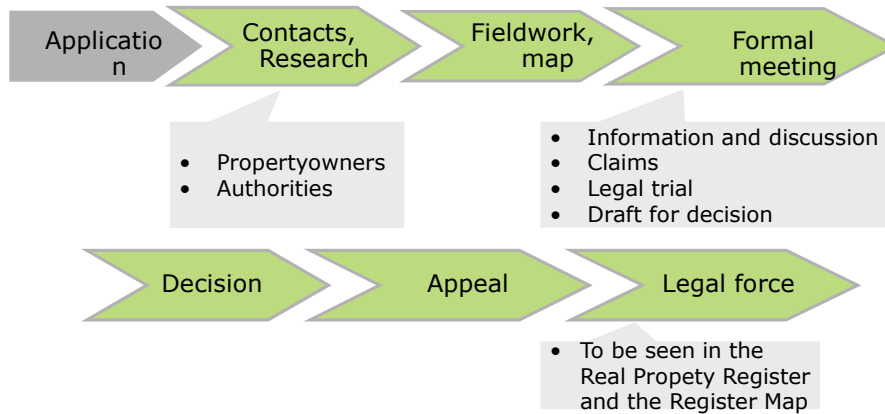 Applicatio
n
Contacts,
Research
Fieldwork,
map
Formal
meeting
• Propertyowners
• Authorities
• Information and discussion
• Claims
• Legal trial
• Draft for decision
Decision
Appeal
Legal force
• To be seen in the
Real Propety Register
and the Register Map